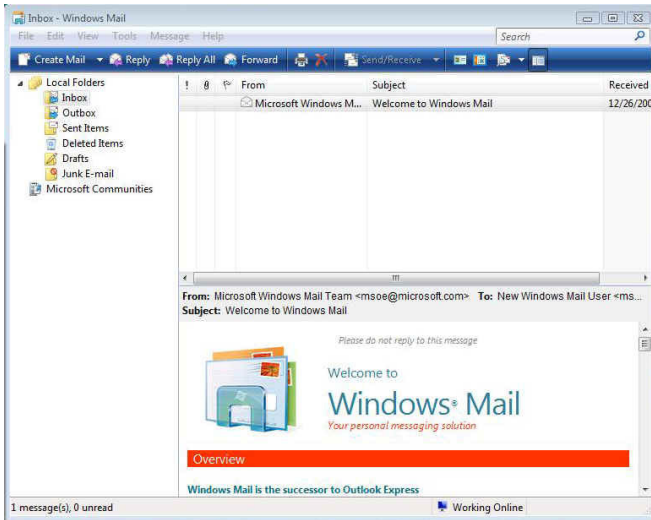 Inbox - Windows Mail
File Edit View Tools Message Help
Search
Create Mail Reply Reply All Forward Send/Receive
Local Folders
Inbox
Outbox
Sent Items
Deleted Items
Drafts
Junk E-mail
Microsoft Communities
! From Subject Received
Microsoft Windows M... Welcome to Windows Mail 12/26/200
From: Microsoft Windows Mail Team <msoe@microsoft.com> To: New Windows Mail User <ms...
Subject: Welcome to Windows Mail
Please do not reply to this message
Welcome to
Windows® Mail
Your personal messaging solution
Overview
Windows Mail is the successor to Outlook Express
1 message(s), 0 unread Working Online